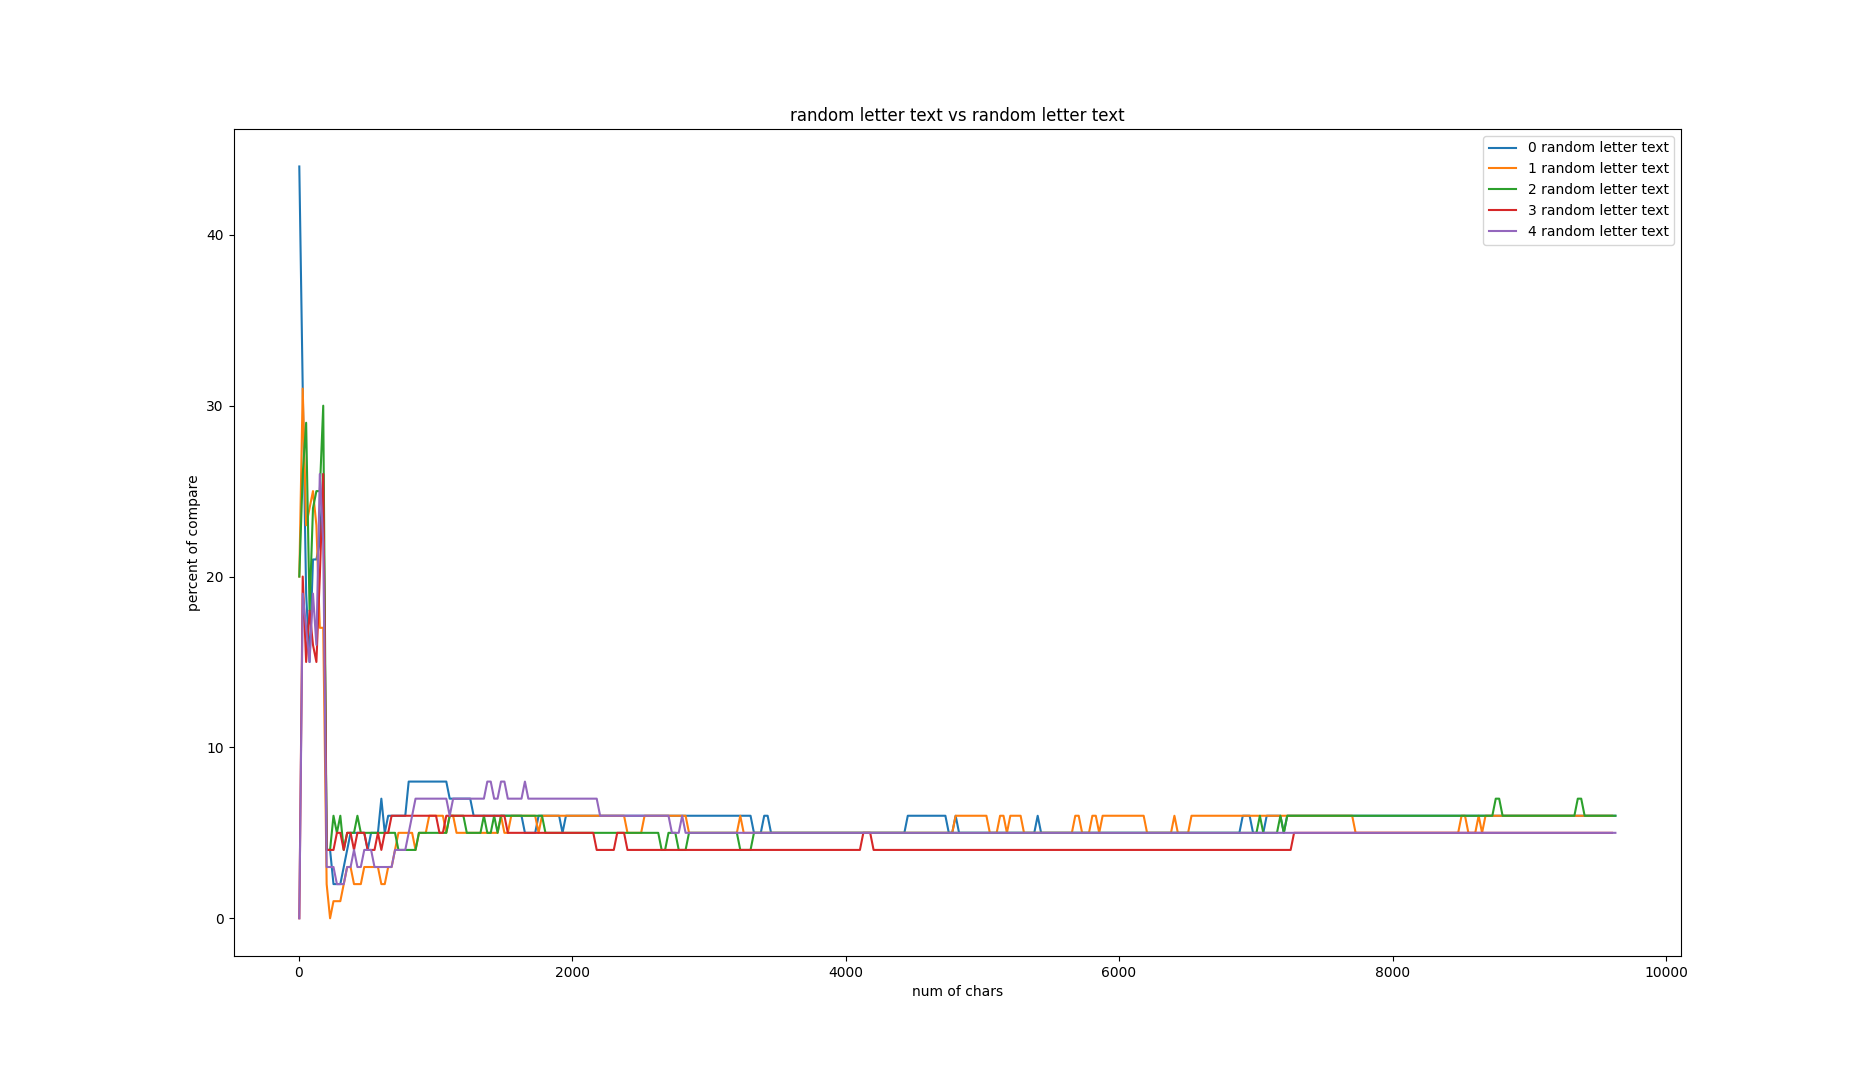 random letter text vs random letter text
0 random letter text
1 random letter text
2 random letter text
3 random letter text
4 random letter text
percent of compare
40
30
20
10
0
0 2000 4000 6000 8000 10000
num of chars